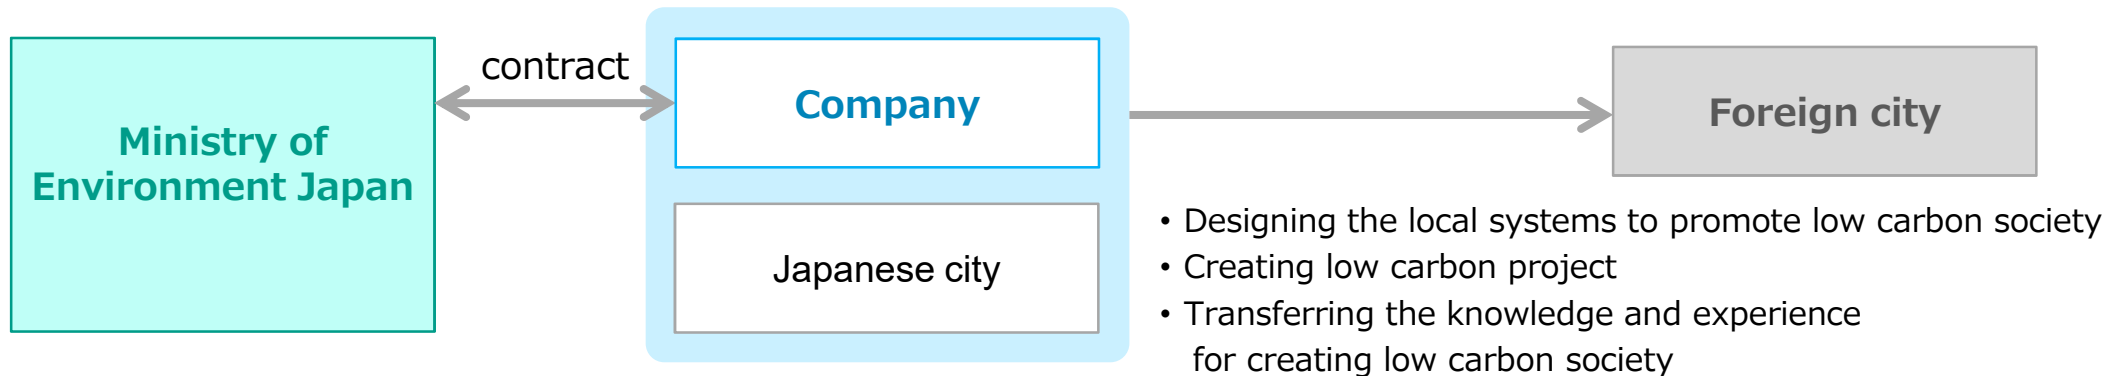 Ministry of
Environment Japan
contract
Company
Japanese city
Foreign city
• Designing the local systems to promote low carbon society
• Creating low carbon project
• Transferring the knowledge and experience
for creating low carbon society